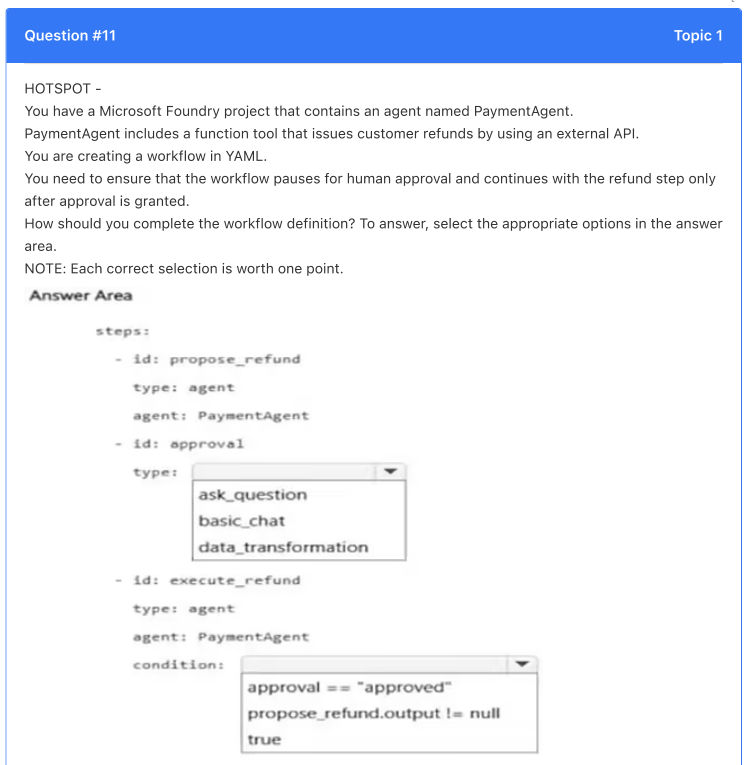 Question #11
Topic 1
HOTSPOT -
You have a Microsoft Foundry project that contains an agent named PaymentAgent.
PaymentAgent includes a function tool that issues customer refunds by using an external API.
You are creating a workflow in YAML.
You need to ensure that the workflow pauses for human approval and continues with the refund step only
after approval is granted.
How should you complete the workflow definition? To answer, select the appropriate options in the answer
area.
NOTE: Each correct selection is worth one point.
Answer Area
steps:
- id: propose_refund
type: agent
agent: PaymentAgent
- id: approval
type:
ask_question
basic_chat
data_transformation
- id: execute_refund
type: agent
agent: PaymentAgent
condition:
approval == "approved"
propose_refund.output != null
true